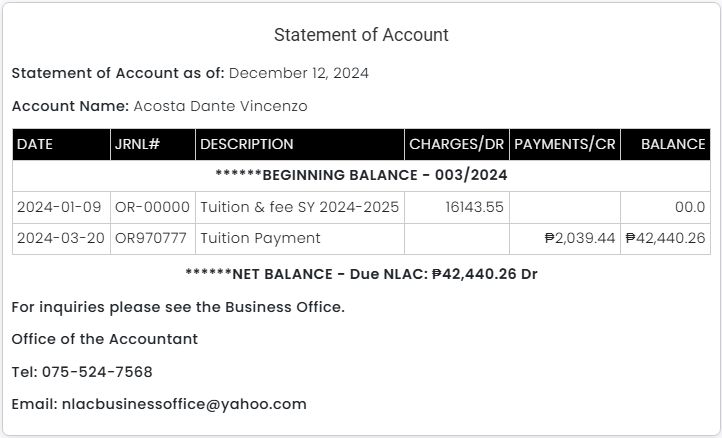 Statement of Account
Statement of Account as of: December 12, 2024
Account Name: Acosta Dante Vincenzo
DATE JRNL# DESCRIPTION CHARGES/DR PAYMENTS/CR BALANCE
******BEGINNING BALANCE - 003/2024
2024-01-09 OR-00000 Tuition & fee SY 2024-2025 16143.55 00.0
2024-03-20 OR970777 Tuition Payment ₱2,039.44 ₱42,440.26
******NET BALANCE - Due NLAC: ₱42,440.26 Dr
For inquiries please see the Business Office.
Office of the Accountant
Tel: 075-524-7568
Email: nlacbusinessoffice@yahoo.com